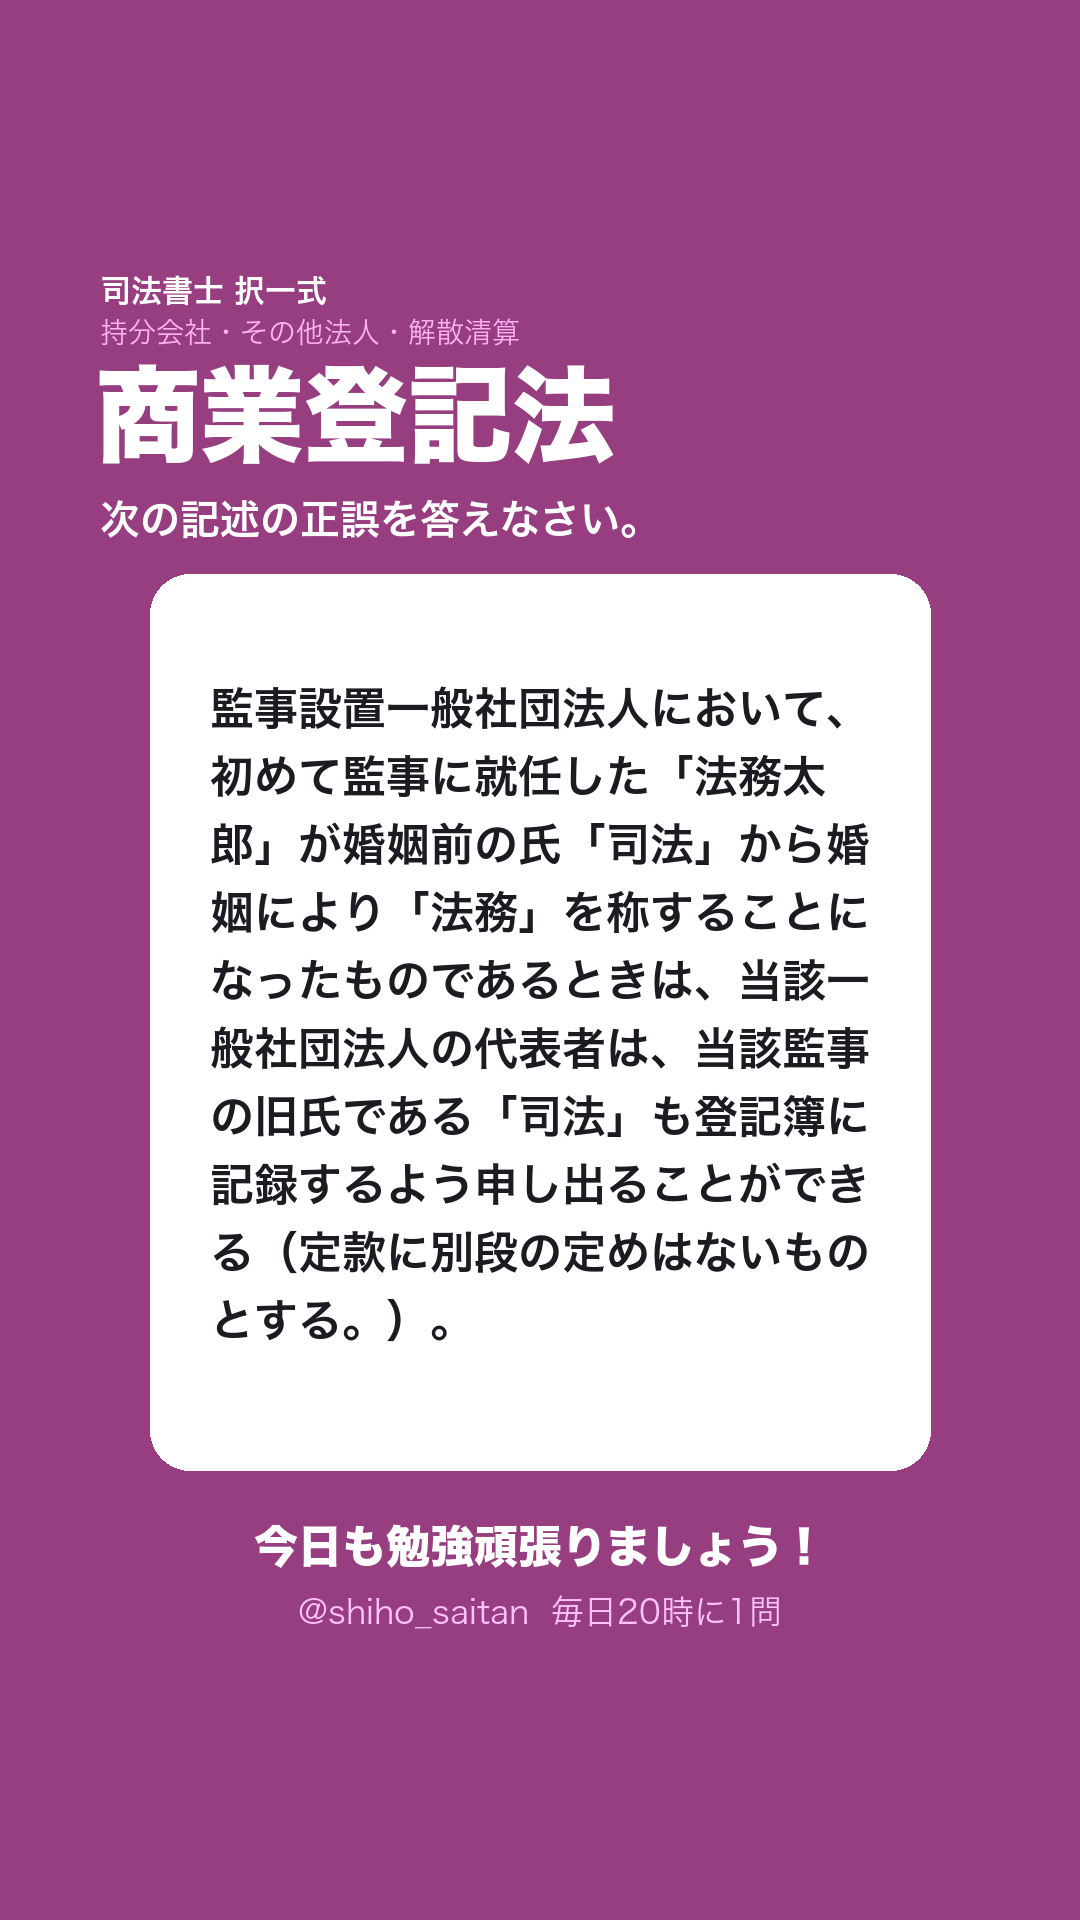 司法書士 択一式
持分会社・その他法人・解散清算
商業登記法
次の記述の正誤を答えなさい。
監事設置一般社団法人において、
初めて監事に就任した「法務太
郎」が婚姻前の氏「司法」から婚
姻により「法務」を称することに
なったものであるときは、当該一
般社団法人の代表者は、当該監事
の旧氏である「司法」も登記簿に
記録するよう申し出ることができ
る（定款に別段の定めはないもの
とする。）。
今日も勉強頑張りましょう！
@shiho_saitan 毎日20時に1問